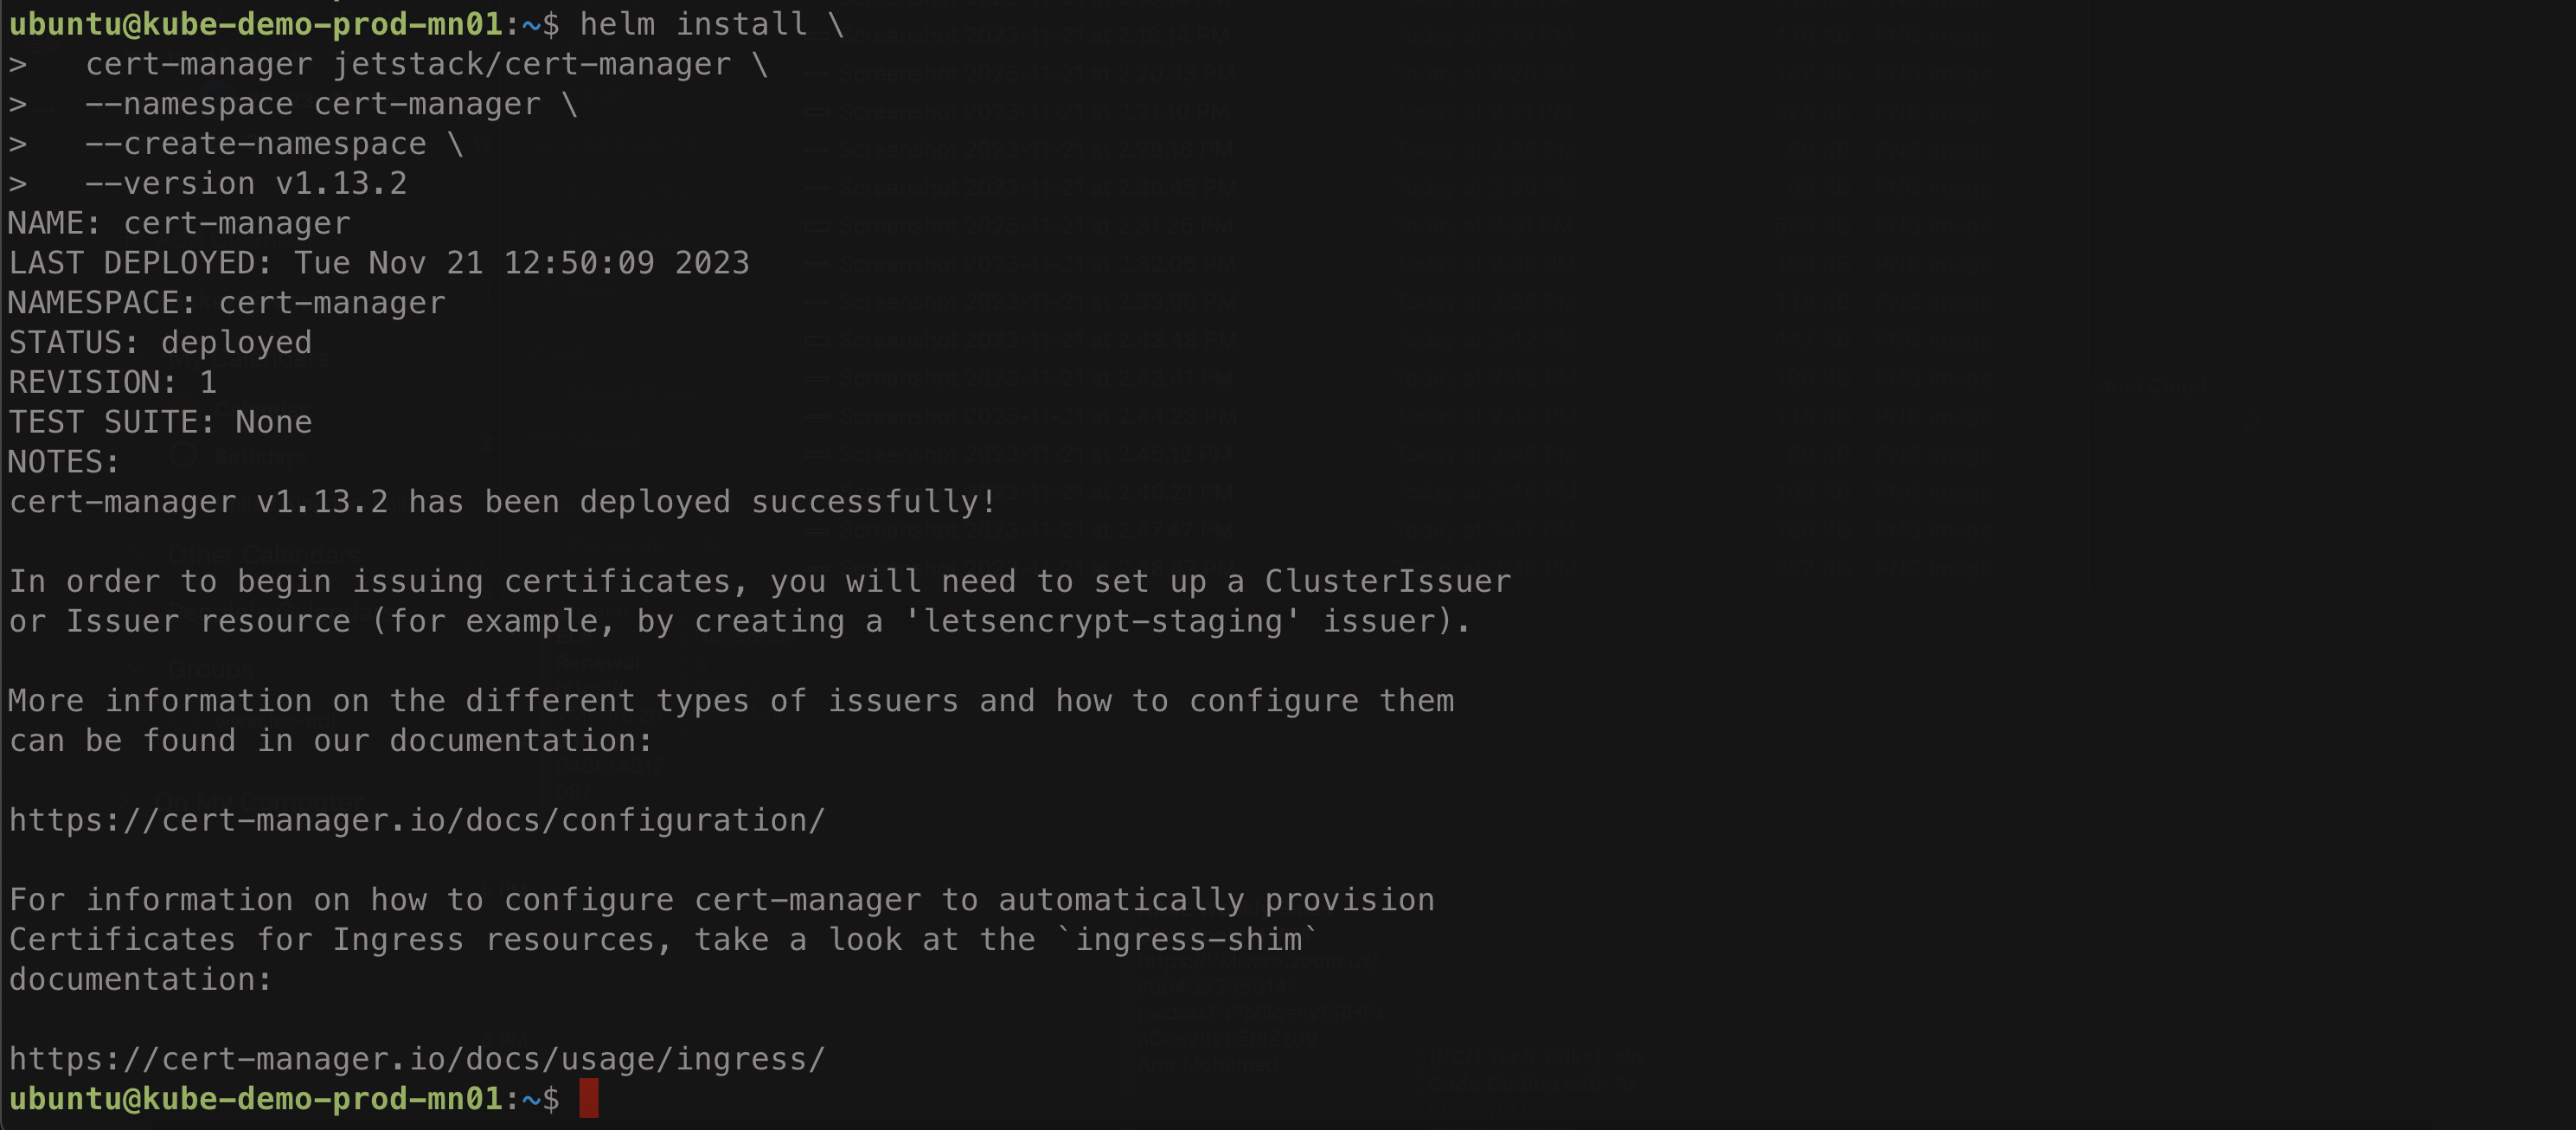 ubuntu@kube-demo-prod-mn01:~$ helm install \
>   cert-manager jetstack/cert-manager \
>   --namespace cert-manager \
>   --create-namespace \
>   --version v1.13.2
NAME: cert-manager
LAST DEPLOYED: Tue Nov 21 12:50:09 2023
NAMESPACE: cert-manager
STATUS: deployed
REVISION: 1
TEST SUITE: None
NOTES:
cert-manager v1.13.2 has been deployed successfully!

In order to begin issuing certificates, you will need to set up a ClusterIssuer
or Issuer resource (for example, by creating a 'letsencrypt-staging' issuer).

More information on the different types of issuers and how to configure them
can be found in our documentation:

https://cert-manager.io/docs/configuration/

For information on how to configure cert-manager to automatically provision
Certificates for Ingress resources, take a look at the `ingress-shim`
documentation:

https://cert-manager.io/docs/usage/ingress/
ubuntu@kube-demo-prod-mn01:~$